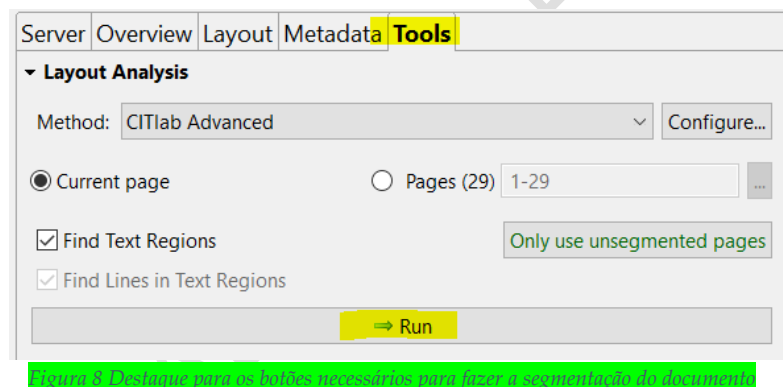 Server Overview Layout Metadata Tools
Layout Analysis
Method: CITlab Advanced Configure...
Current page Pages (29) 1-29 ...
Find Text Regions Only use unsegmented pages
Find Lines in Text Regions
⇒ Run
Figura 8 Destaque para os botões necessários para fazer a segmentação do documento